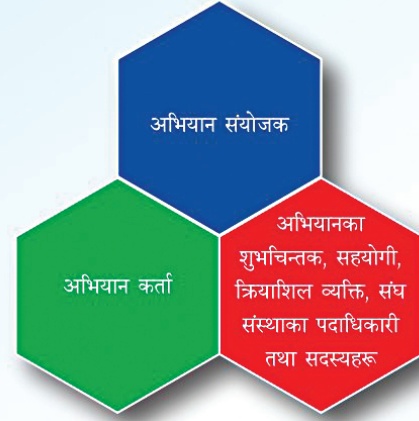 अभियान संयोजक
अभियान कर्ता
अभियानका
शुभचिन्तक, सहयोगी,
क्रियाशिल व्यक्ति, संघ
संस्थाका पदाधिकारी
तथा सदस्यहरू